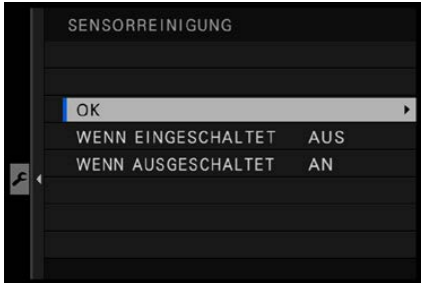 SENSORREINIGUNG
OK
WENN EINGESCHALTET AUS
WENN AUSGESCHALTET AN